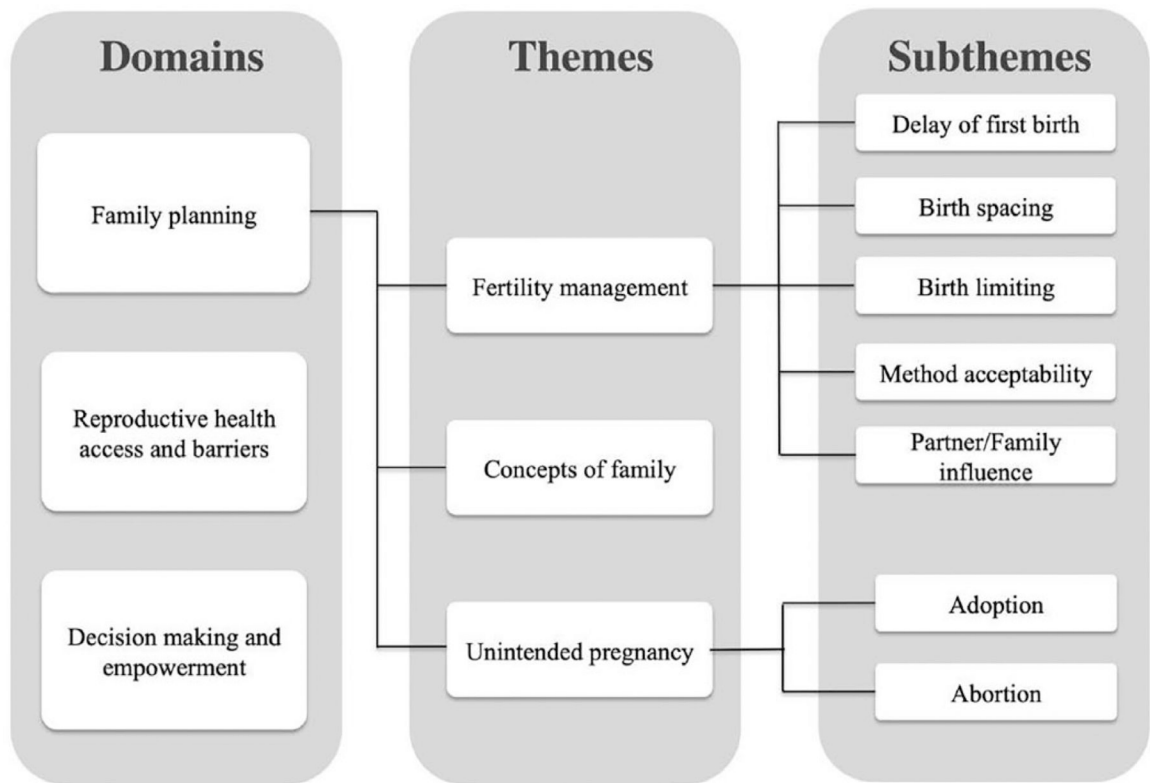 Domains
Family planning
Reproductive health
access and barriers
Decision making and
empowerment
Themes
Fertility management
Concepts of family
Unintended pregnancy
Subthemes
Delay of first birth
Birth spacing
Birth limiting
Method acceptability
Partner/Family
influence
Adoption
Abortion